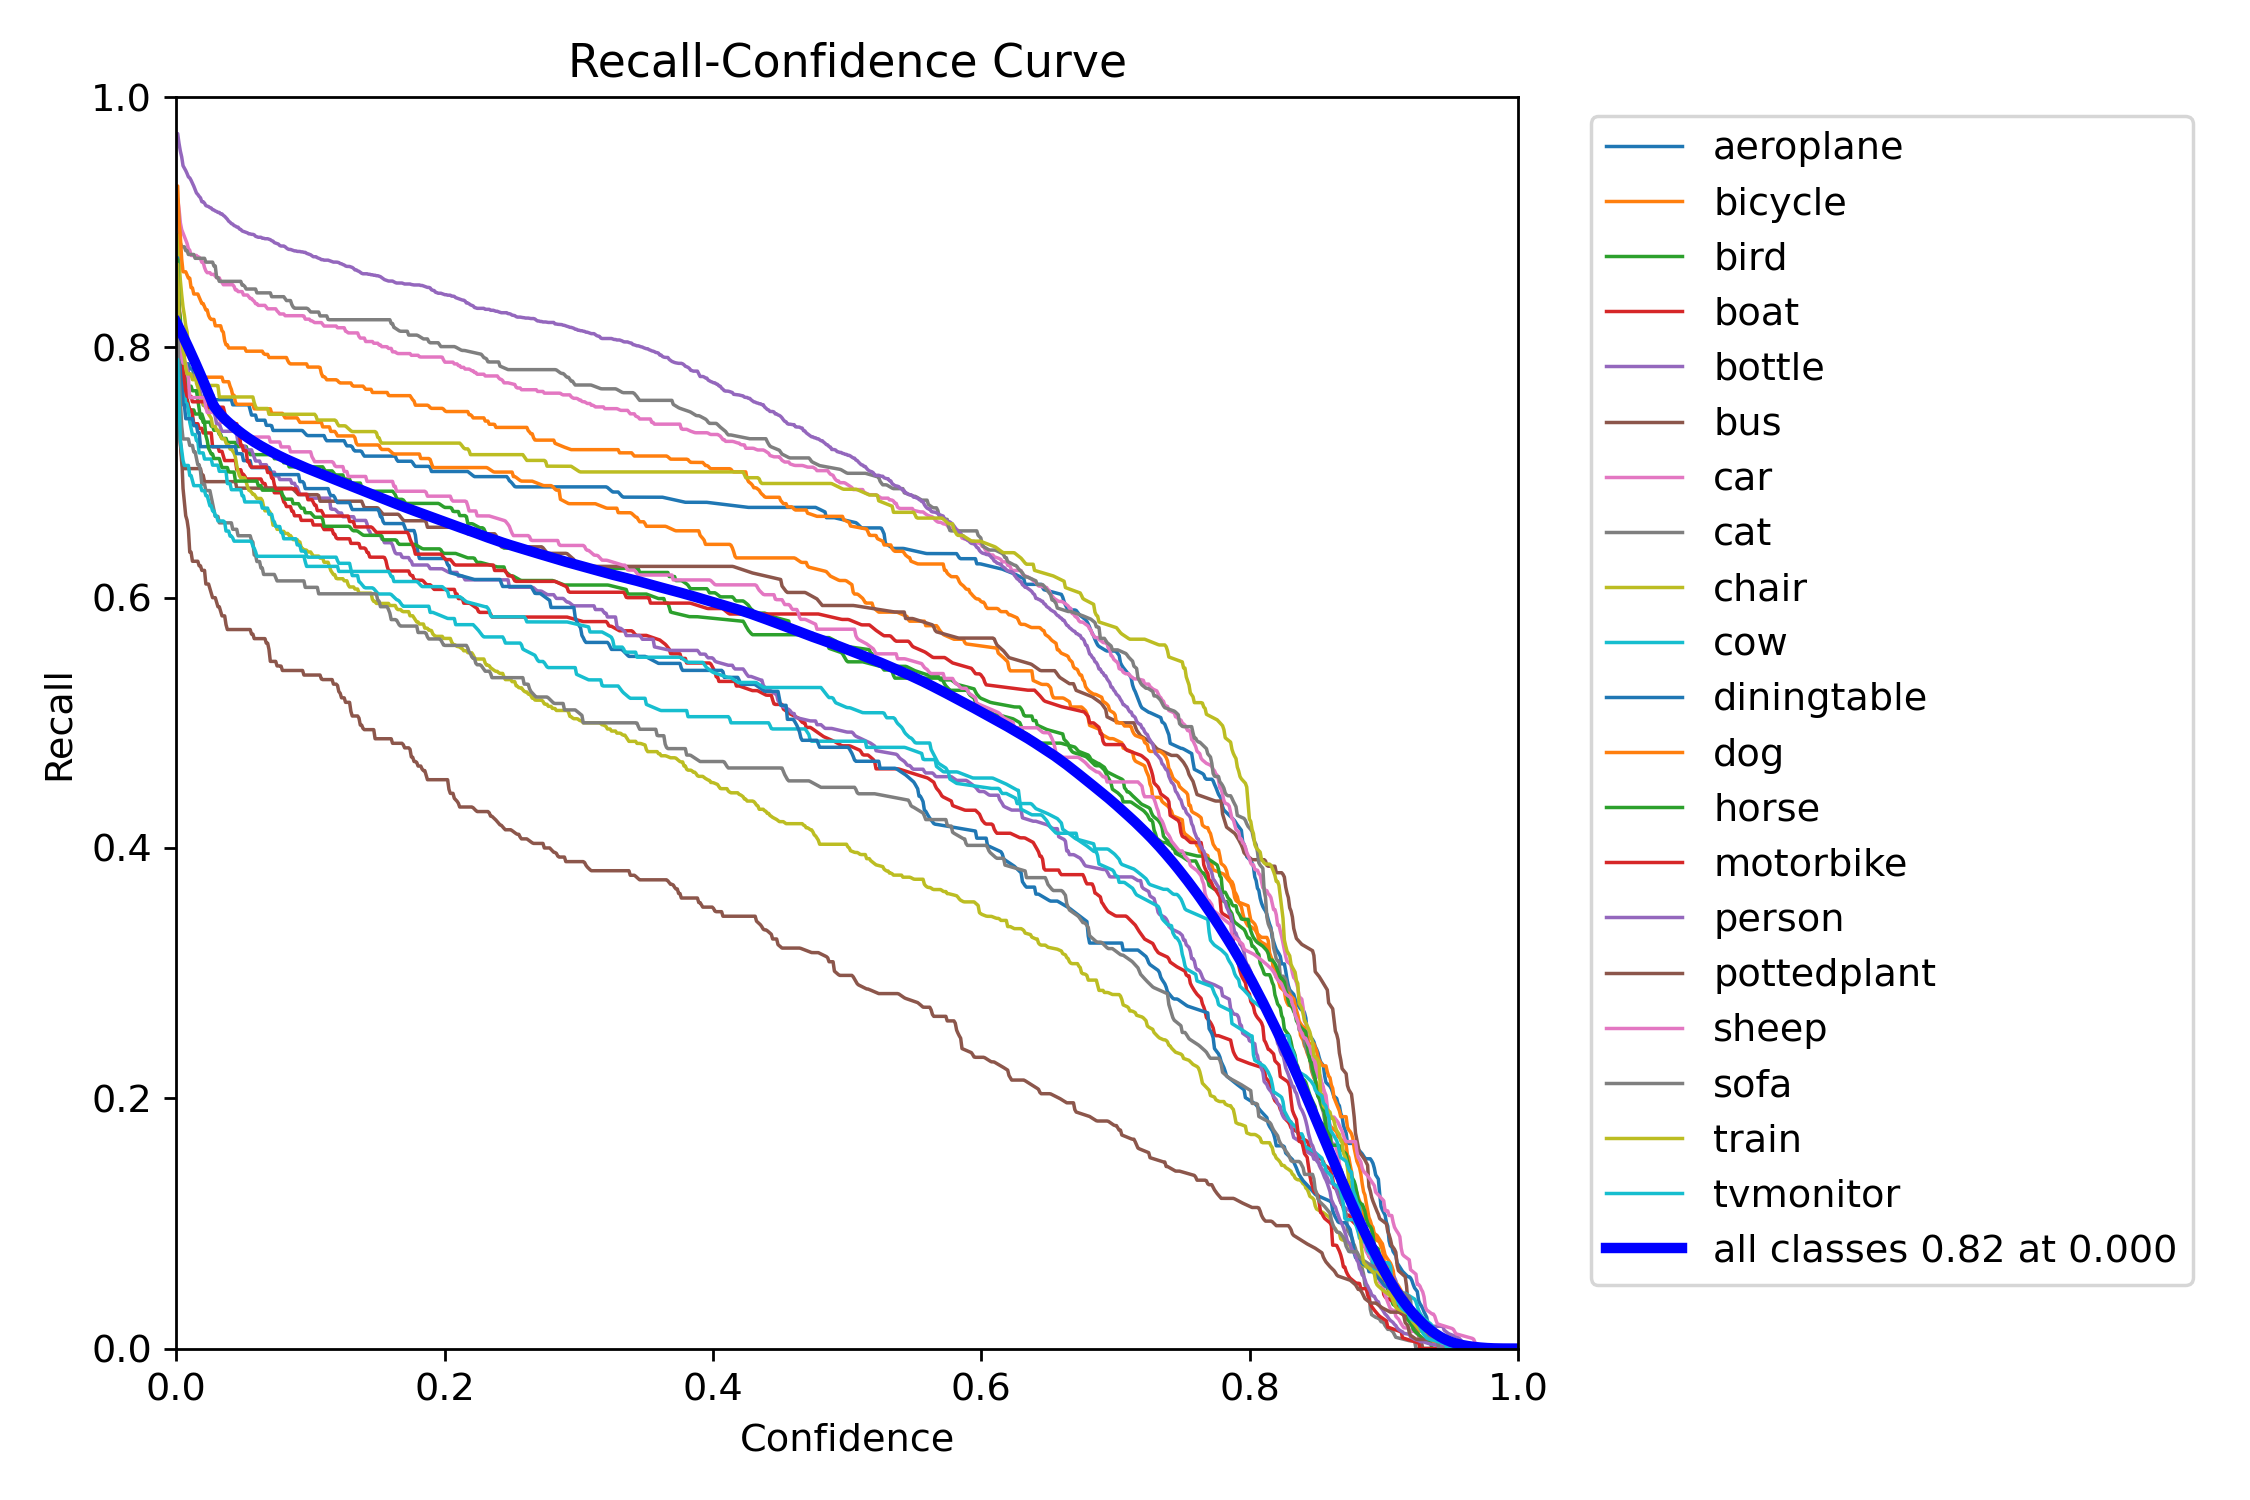 Recall-Confidence Curve
1.0
0.8
0.6
0.4
0.2
0.0
Recall
0.0 0.2 0.4 0.6 0.8 1.0
Confidence
aeroplane
bicycle
bird
boat
bottle
bus
car
cat
chair
cow
diningtable
dog
horse
motorbike
person
pottedplant
sheep
sofa
train
tvmonitor
all classes 0.82 at 0.000